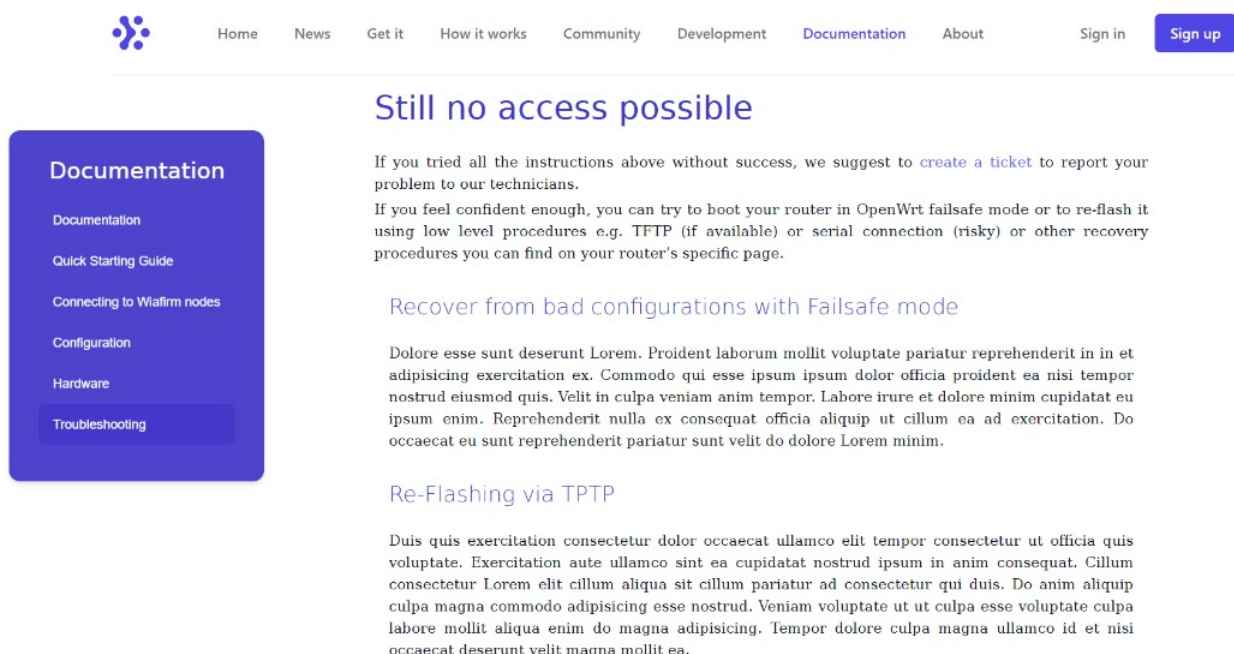 Home News Get it How it works Community Development Documentation About Sign in Sign up
Still no access possible
If you tried all the instructions above without success, we suggest to create a ticket to report your
problem to our technicians.
If you feel confident enough, you can try to boot your router in OpenWrt failsafe mode or to re-flash it
using low level procedures e.g. TFTP (if available) or serial connection (risky) or other recovery
procedures you can find on your router's specific page.
Documentation
Documentation
Quick Starting Guide
Connecting to Wiafirm nodes
Configuration
Hardware
Troubleshooting
Recover from bad configurations with Failsafe mode
Dolore esse sunt deserunt Lorem. Proident laborum mollit voluptate pariatur reprehenderit in in et
adipisicing exercitation ex. Commodo qui esse ipsum ipsum dolor officia proident ea nisi tempor
nostrud eiusmod quis. Velit in culpa veniam anim tempor. Labore irure et dolore minim cupidatat eu
ipsum enim. Reprehenderit nulla ex consequat officia aliquip ut cillum ea ad exercitation. Do
occaecat eu sunt reprehenderit pariatur sunt velit do dolore Lorem minim.
Re-Flashing via TPTP
Duis quis exercitation consectetur dolor occaecat ullamco elit tempor consectetur ut officia quis
voluptate. Exercitation aute ullamco sint ea cupidatat nostrud ipsum in anim consequat. Cillum
consectetur Lorem elit cillum aliqua sit cillum pariatur ad consectetur qui duis. Do anim aliquip
culpa magna commodo adipisicing esse nostrud. Veniam voluptate ut ut culpa esse voluptate culpa
labore mollit aliqua enim do magna adipisicing. Tempor dolore culpa magna ullamco id et nisi
occaecat deserunt velit magna mollit ea.